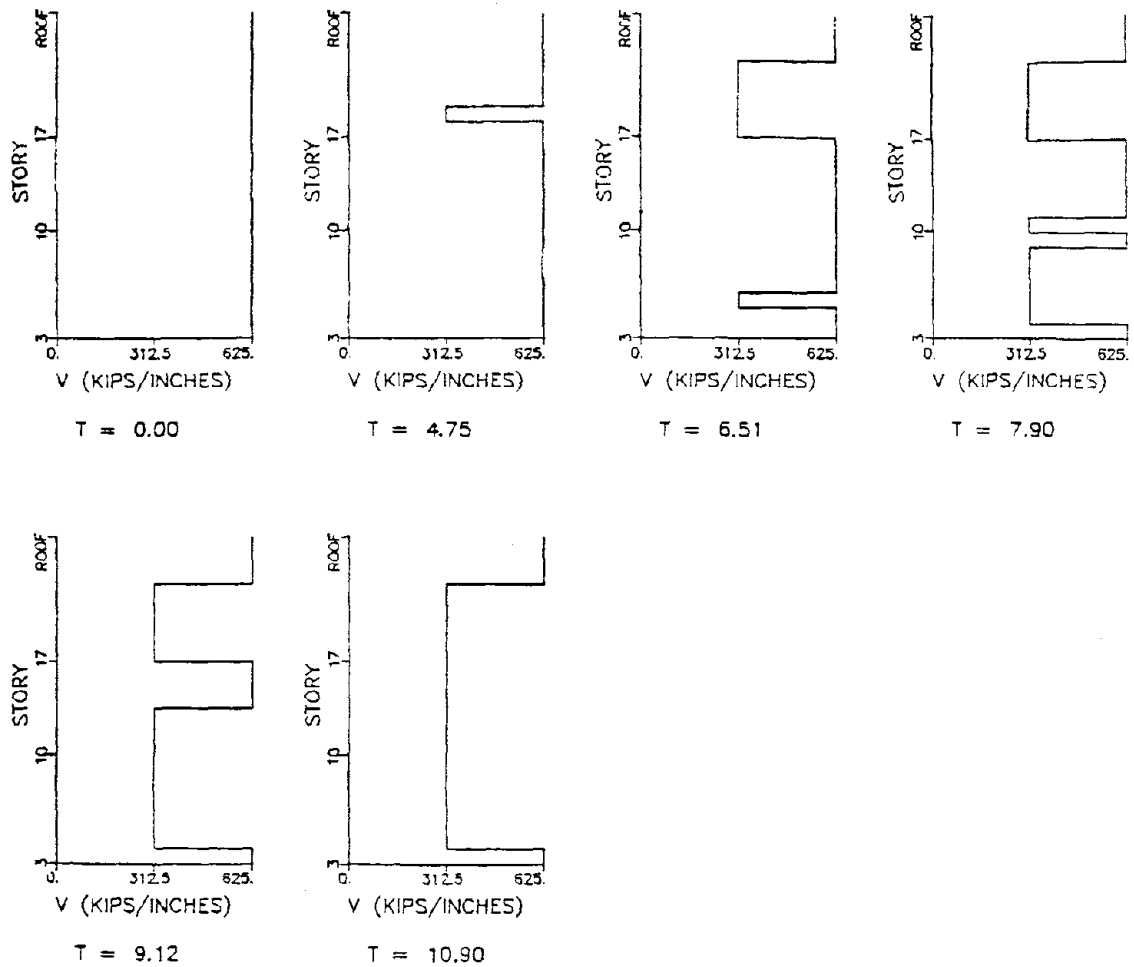 ROOF
17
STORY
10
3
0.
312.5
625.
V (KIPS/INCHES)
T = 0.00
ROOF
17
STORY
10
3
0.
312.5
625.
V (KIPS/INCHES)
T = 4.75
ROOF
17
STORY
10
3
0.
312.5
625.
V (KIPS/INCHES)
T = 6.51
ROOF
17
STORY
10
3
0.
312.5
625.
V (KIPS/INCHES)
T = 7.90
ROOF
17
STORY
10
3
0.
312.5
625.
V (KIPS/INCHES)
T = 9.12
ROOF
17
STORY
10
3
0.
312.5
625.
V (KIPS/INCHES)
T = 10.90